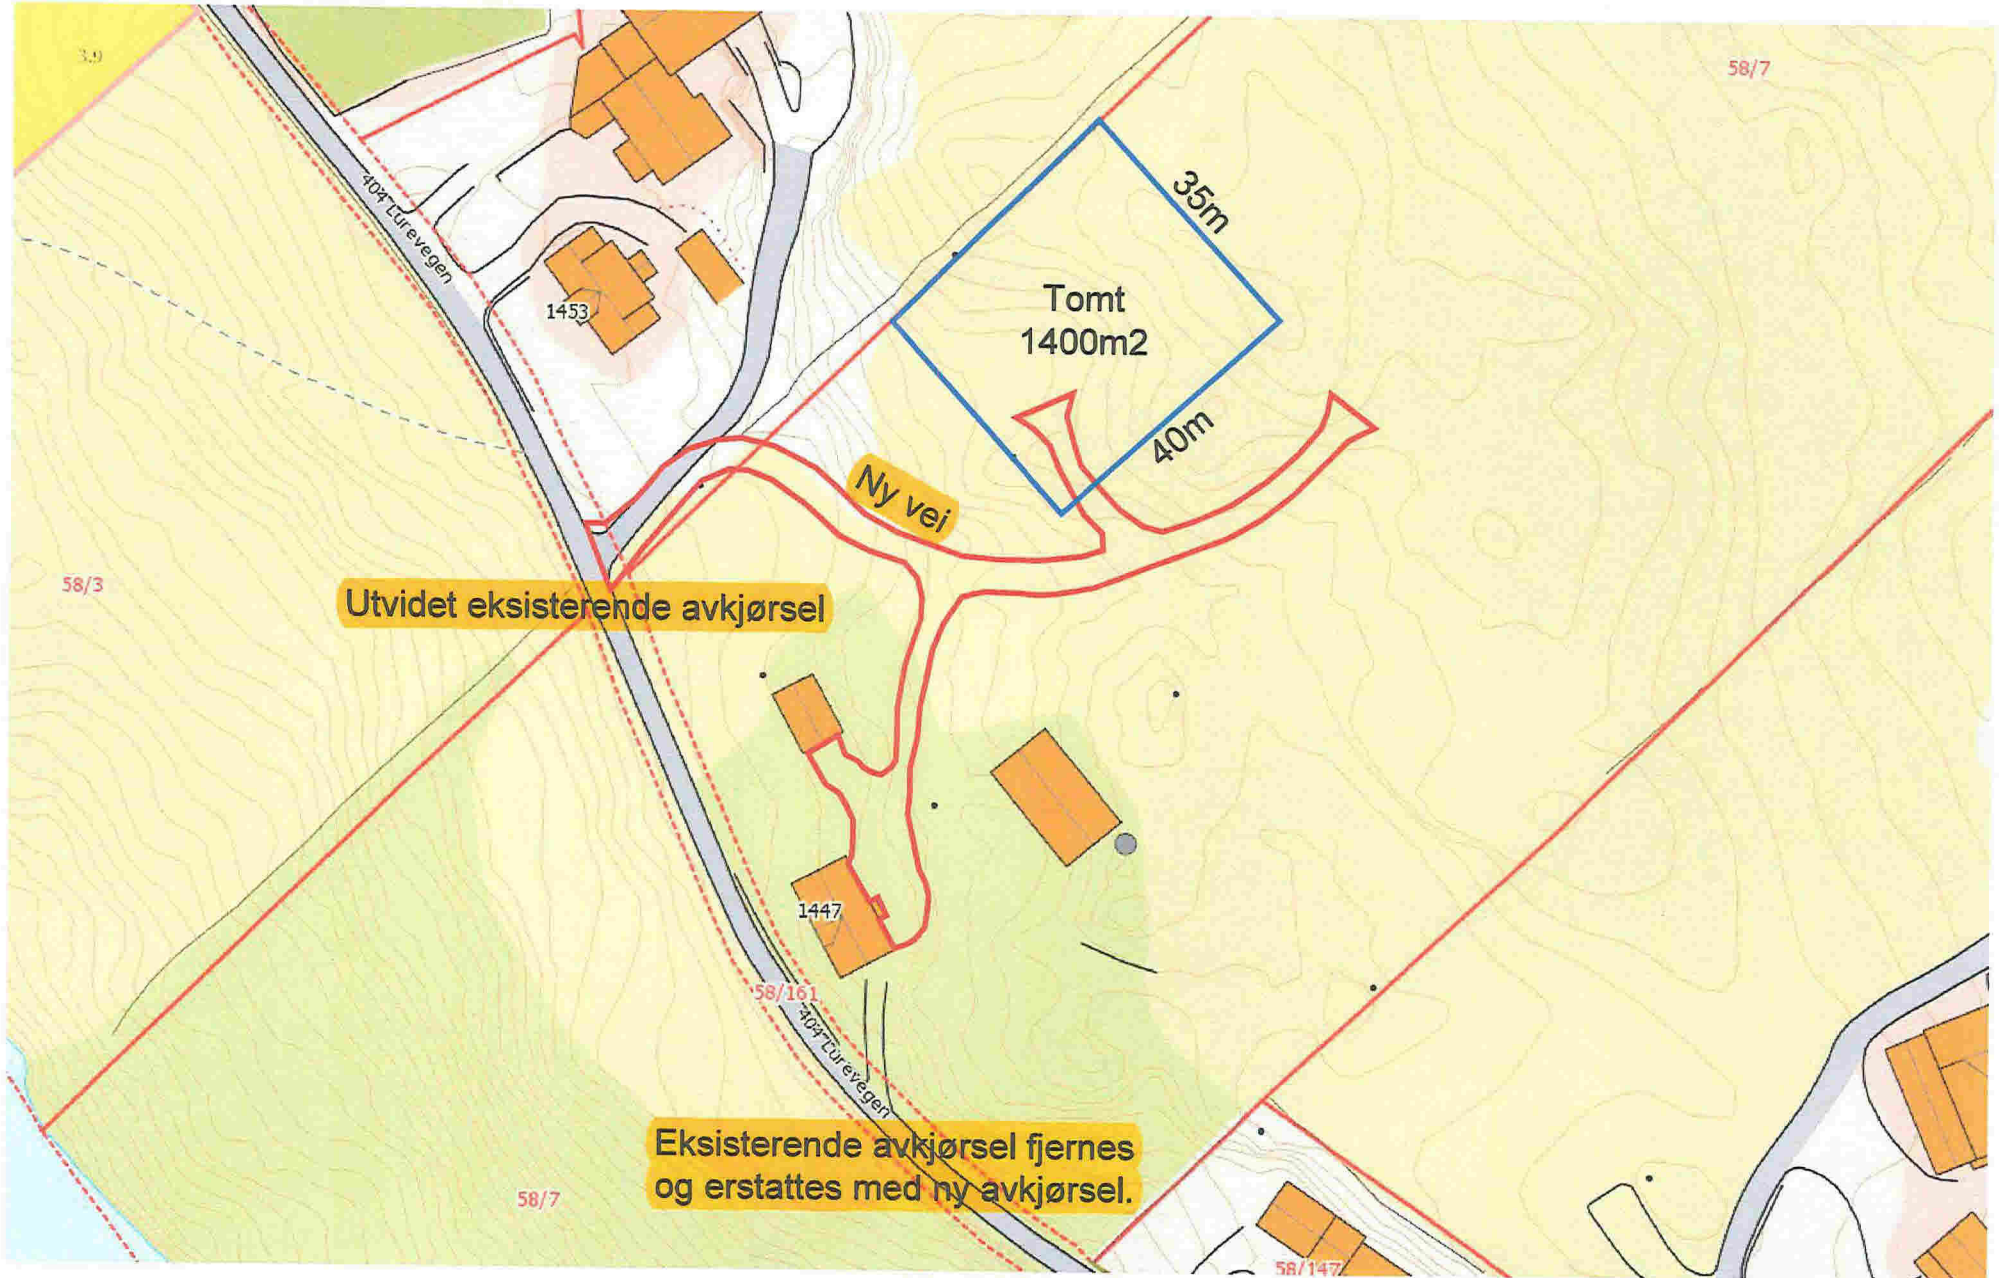 3.9
58/7
404 Lurevegen
35m
1453
Tomt
1400m2
40m
Ny vei
58/3
Utvidet eksisterende avkjørsel
1447
58/161
404 Lurevegen
Eksisterende avkjørsel fjernes
og erstattes med ny avkjørsel.
58/7
58/147